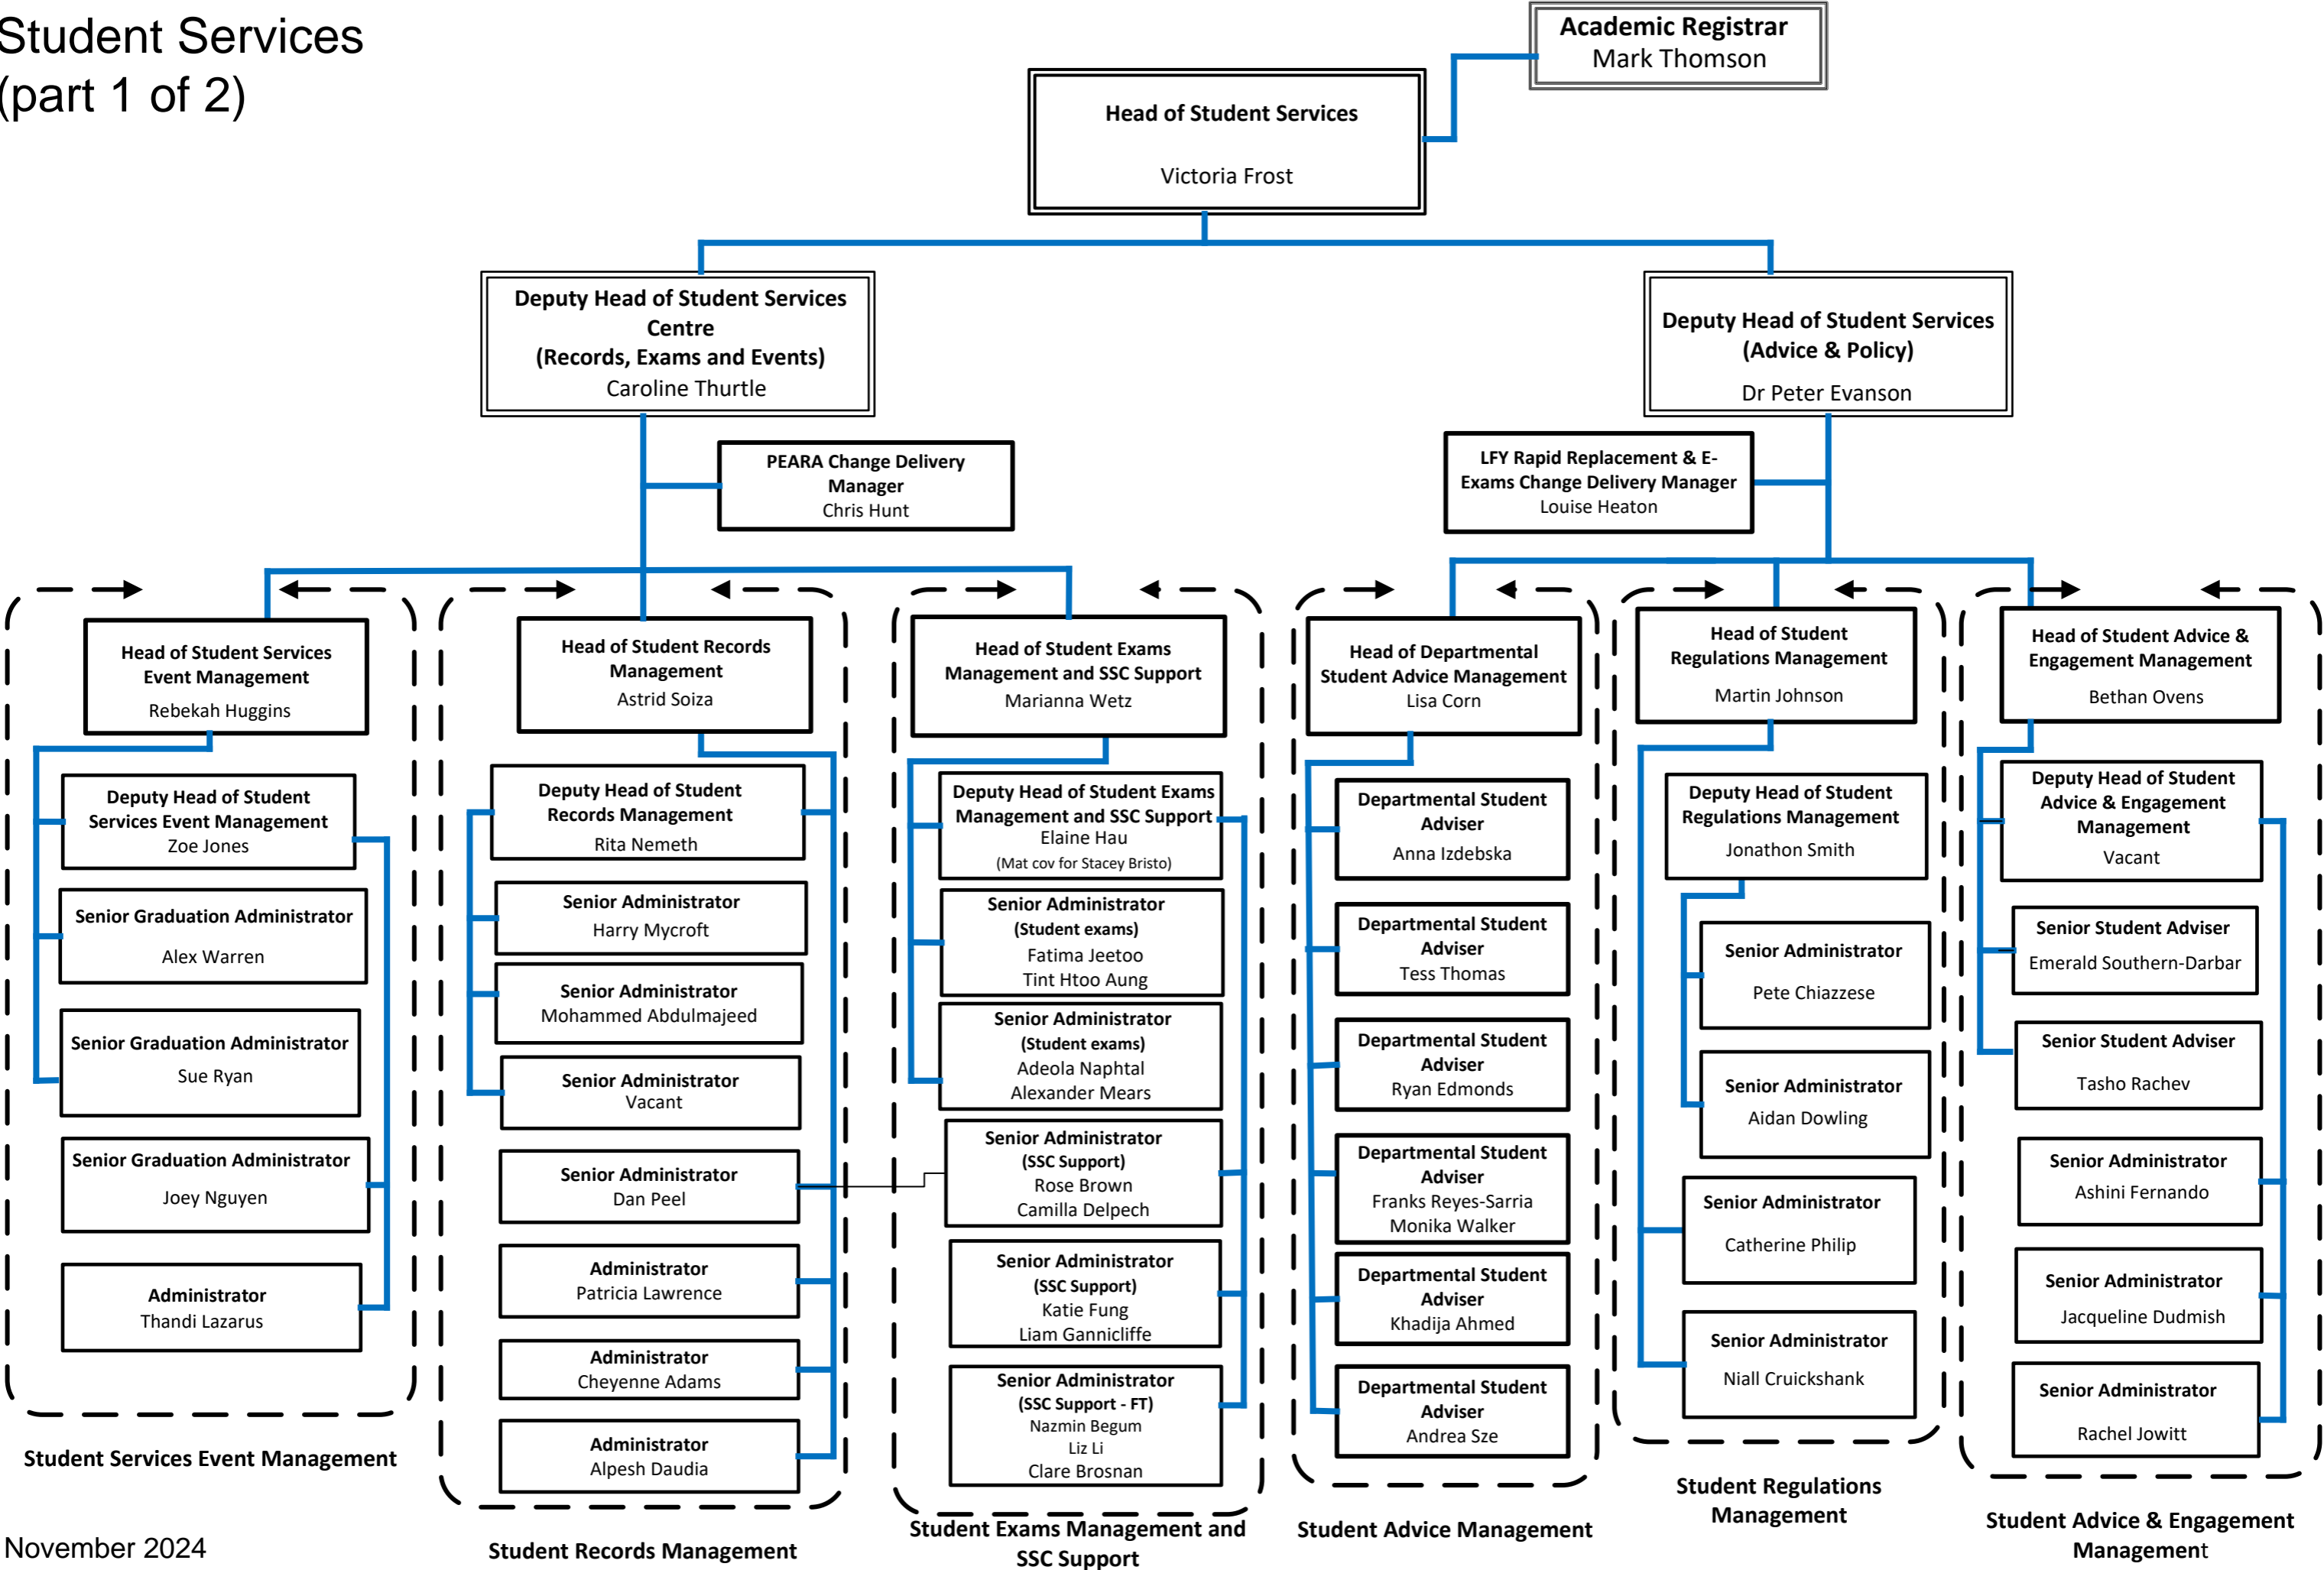 Student Services
(part 1 of 2)
Academic Registrar
Mark Thomson
Head of Student Services
Victoria Frost
Deputy Head of Student Services
Centre
(Records, Exams and Events)
Caroline Thurtle
Deputy Head of Student Services
(Advice & Policy)
Dr Peter Evanson
PEARA Change Delivery
Manager
Chris Hunt
LFY Rapid Replacement & E-
Exams Change Delivery Manager
Louise Heaton
Head of Student Services
Event Management
Rebekah Huggins
Deputy Head of Student
Services Event Management
Zoe Jones
Senior Graduation Administrator
Alex Warren
Senior Graduation Administrator
Sue Ryan
Senior Graduation Administrator
Joey Nguyen
Administrator
Thandi Lazarus
Student Services Event Management
Head of Student Records
Management
Astrid Soiza
Deputy Head of Student
Records Management
Rita Nemeth
Senior Administrator
Harry Mycroft
Senior Administrator
Mohammed Abdulmajeed
Senior Administrator
Vacant
Senior Administrator
Dan Peel
Administrator
Patricia Lawrence
Administrator
Cheyenne Adams
Administrator
Alpesh Daudia
Student Records Management
Head of Student Exams
Management and SSC Support
Marianna Wetz
Deputy Head of Student Exams
Management and SSC Support
Elaine Hau
(Mat cov for Stacey Bristo)
Senior Administrator
(Student exams)
Fatima Jeetoo
Tint Htoo Aung
Senior Administrator
(Student exams)
Adeola Naphtal
Alexander Mears
Senior Administrator
(SSC Support)
Rose Brown
Camilla Delpech
Senior Administrator
(SSC Support)
Katie Fung
Liam Gannicliffe
Senior Administrator
(SSC Support - FT)
Nazmin Begum
Liz Li
Clare Brosnan
Student Exams Management and
SSC Support
Head of Departmental
Student Advice Management
Lisa Corn
Departmental Student
Adviser
Anna Izdebska
Departmental Student
Adviser
Tess Thomas
Departmental Student
Adviser
Ryan Edmonds
Departmental Student
Adviser
Franks Reyes-Sarria
Monika Walker
Departmental Student
Adviser
Khadija Ahmed
Departmental Student
Adviser
Andrea Sze
Student Advice Management
Head of Student
Regulations Management
Martin Johnson
Deputy Head of Student
Regulations Management
Jonathon Smith
Senior Administrator
Pete Chiazzese
Senior Administrator
Aidan Dowling
Senior Administrator
Catherine Philip
Senior Administrator
Niall Cruickshank
Student Regulations
Management
Head of Student Advice &
Engagement Management
Bethan Ovens
Deputy Head of Student
Advice & Engagement
Management
Vacant
Senior Student Adviser
Emerald Southern-Darbar
Senior Student Adviser
Tasho Rachev
Senior Administrator
Ashini Fernando
Senior Administrator
Jacqueline Dudmish
Senior Administrator
Rachel Jowitt
Student Advice & Engagement
Management
November 2024